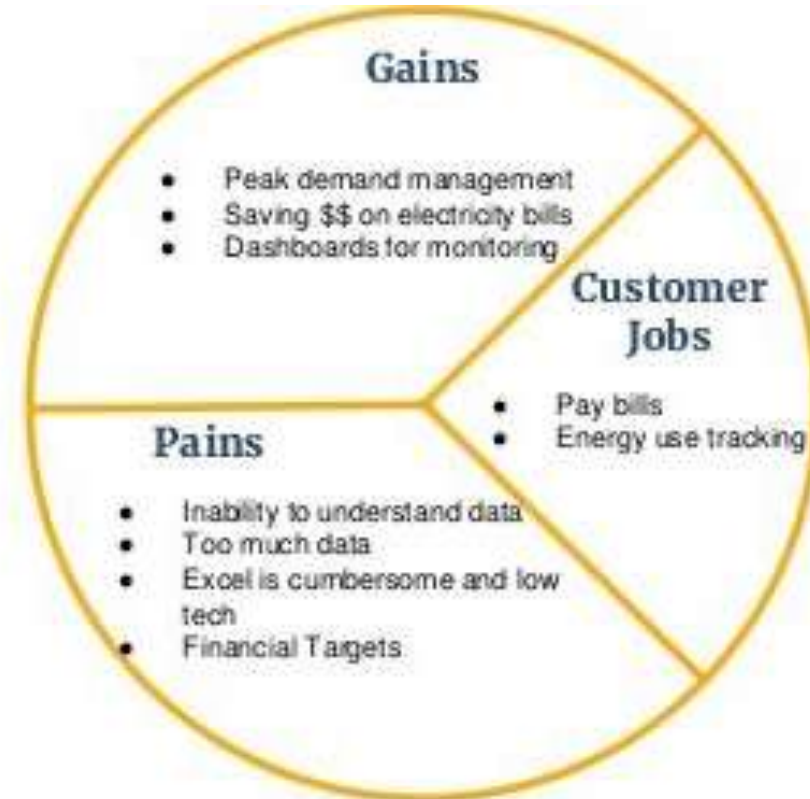 Gains
• Peak demand management
• Saving $$ on electricity bills
• Dashboards for monitoring
Customer
Jobs
• Pay bills
• Energy use tracking
Pains
• Inability to understand data
• Too much data
• Excel is cumbersome and low
tech
• Financial Targets